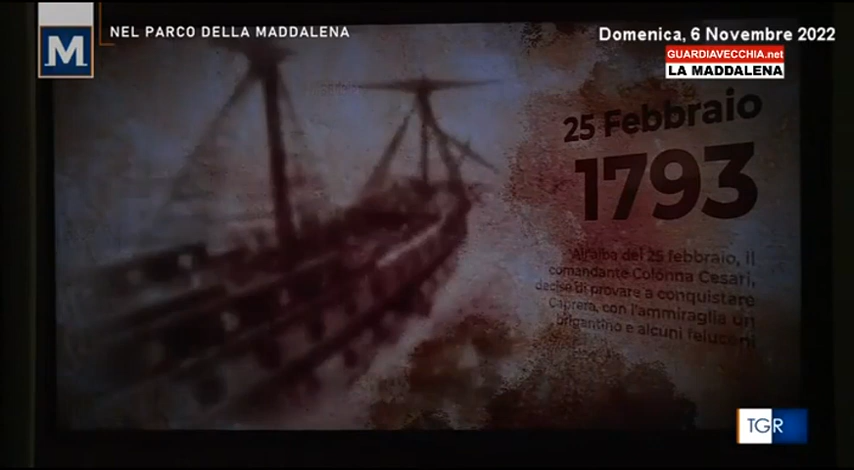 M
NEL PARCO DELLA MADDALENA
Domenica, 6 Novembre 2022
GUARDIAVECCHIA.net
LA MADDALENA
25 Febbraio
1793
All'alba del 25 febbraio, il
comandante Colonna Cesari,
decise di provare a conquistare
Caprera, con l'ammiraglia un
brigantino e alcuni feluconi
TGR